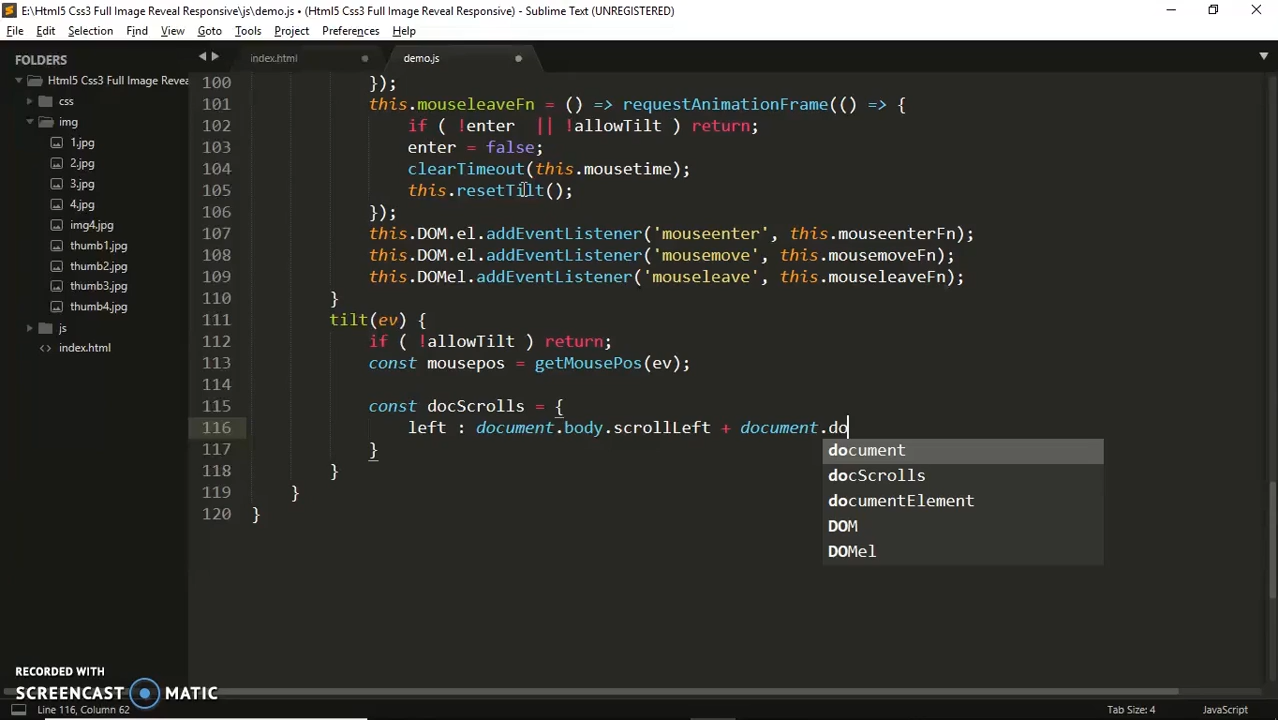 E:\Html5 Css3 Full Image Reveal Responsive\js\demo.js • (Html5 Css3 Full Image Reveal Responsive) - Sublime Text (UNREGISTERED)
File Edit Selection Find View Goto Tools Project Preferences Help
FOLDERS
Html5 Css3 Full Image Revea
css
img
1.jpg
2.jpg
3.jpg
4.jpg
img4.jpg
thumb1.jpg
thumb2.jpg
thumb3.jpg
thumb4.jpg
js
index.html
index.html demo.js
100 });
101 this.mouseleaveFn = () => requestAnimationFrame(() => {
102 if ( !enter  || !allowTilt ) return;
103 enter = false;
104 clearTimeout(this.mousetime);
105 this.resetTilt();
106 });
107 this.DOM.el.addEventListener('mouseenter', this.mouseenterFn);
108 this.DOM.el.addEventListener('mousemove', this.mousemoveFn);
109 this.DOMel.addEventListener('mouseleave', this.mouseleaveFn);
110 }
111 tilt(ev) {
112 if ( !allowTilt ) return;
113 const mousepos = getMousePos(ev);
114
115 const docScrolls = {
116 left : document.body.scrollLeft + document.do
117 }
118 }
119 }
120 }
document
docScrolls
documentElement
DOM
DOMel
RECORDED WITH
SCREENCAST MATIC
Line 116, Column 62 Tab Size: 4 JavaScript